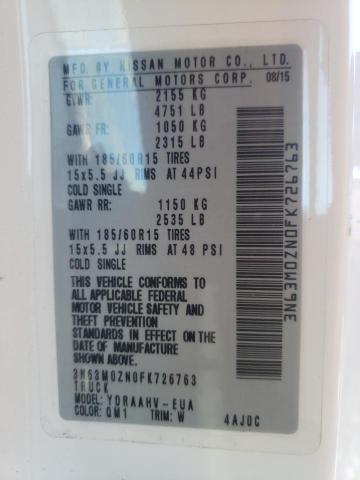 MFD. BY NISSAN MOTOR CO., LTD.
FOR GENERAL MOTORS CORP. 08/15
GVWR: 2155 KG
4751 LB
GAWR FR: 1050 KG
2315 LB
WITH 185/60R15 TIRES
15x5.5 JJ RIMS AT 44PSI
COLD SINGLE
GAWR RR: 1150 KG
2535 LB
WITH 185/60R15 TIRES
15x5.5 JJ RIMS AT 48 PSI
COLD SINGLE
THIS VEHICLE CONFORMS TO
ALL APPLICABLE FEDERAL
MOTOR VEHICLE SAFETY AND
THEFT PREVENTION
STANDARDS IN EFFECT ON THE
DATE OF MANUFACTURE
SHOWN ABOVE.
3N63M0ZN0FK726763
TRUCK
MODEL: YDRAAHV-EUA
COLOR: QM1 TRIM: W 4AJ0C
3N63M0ZN0FK726763